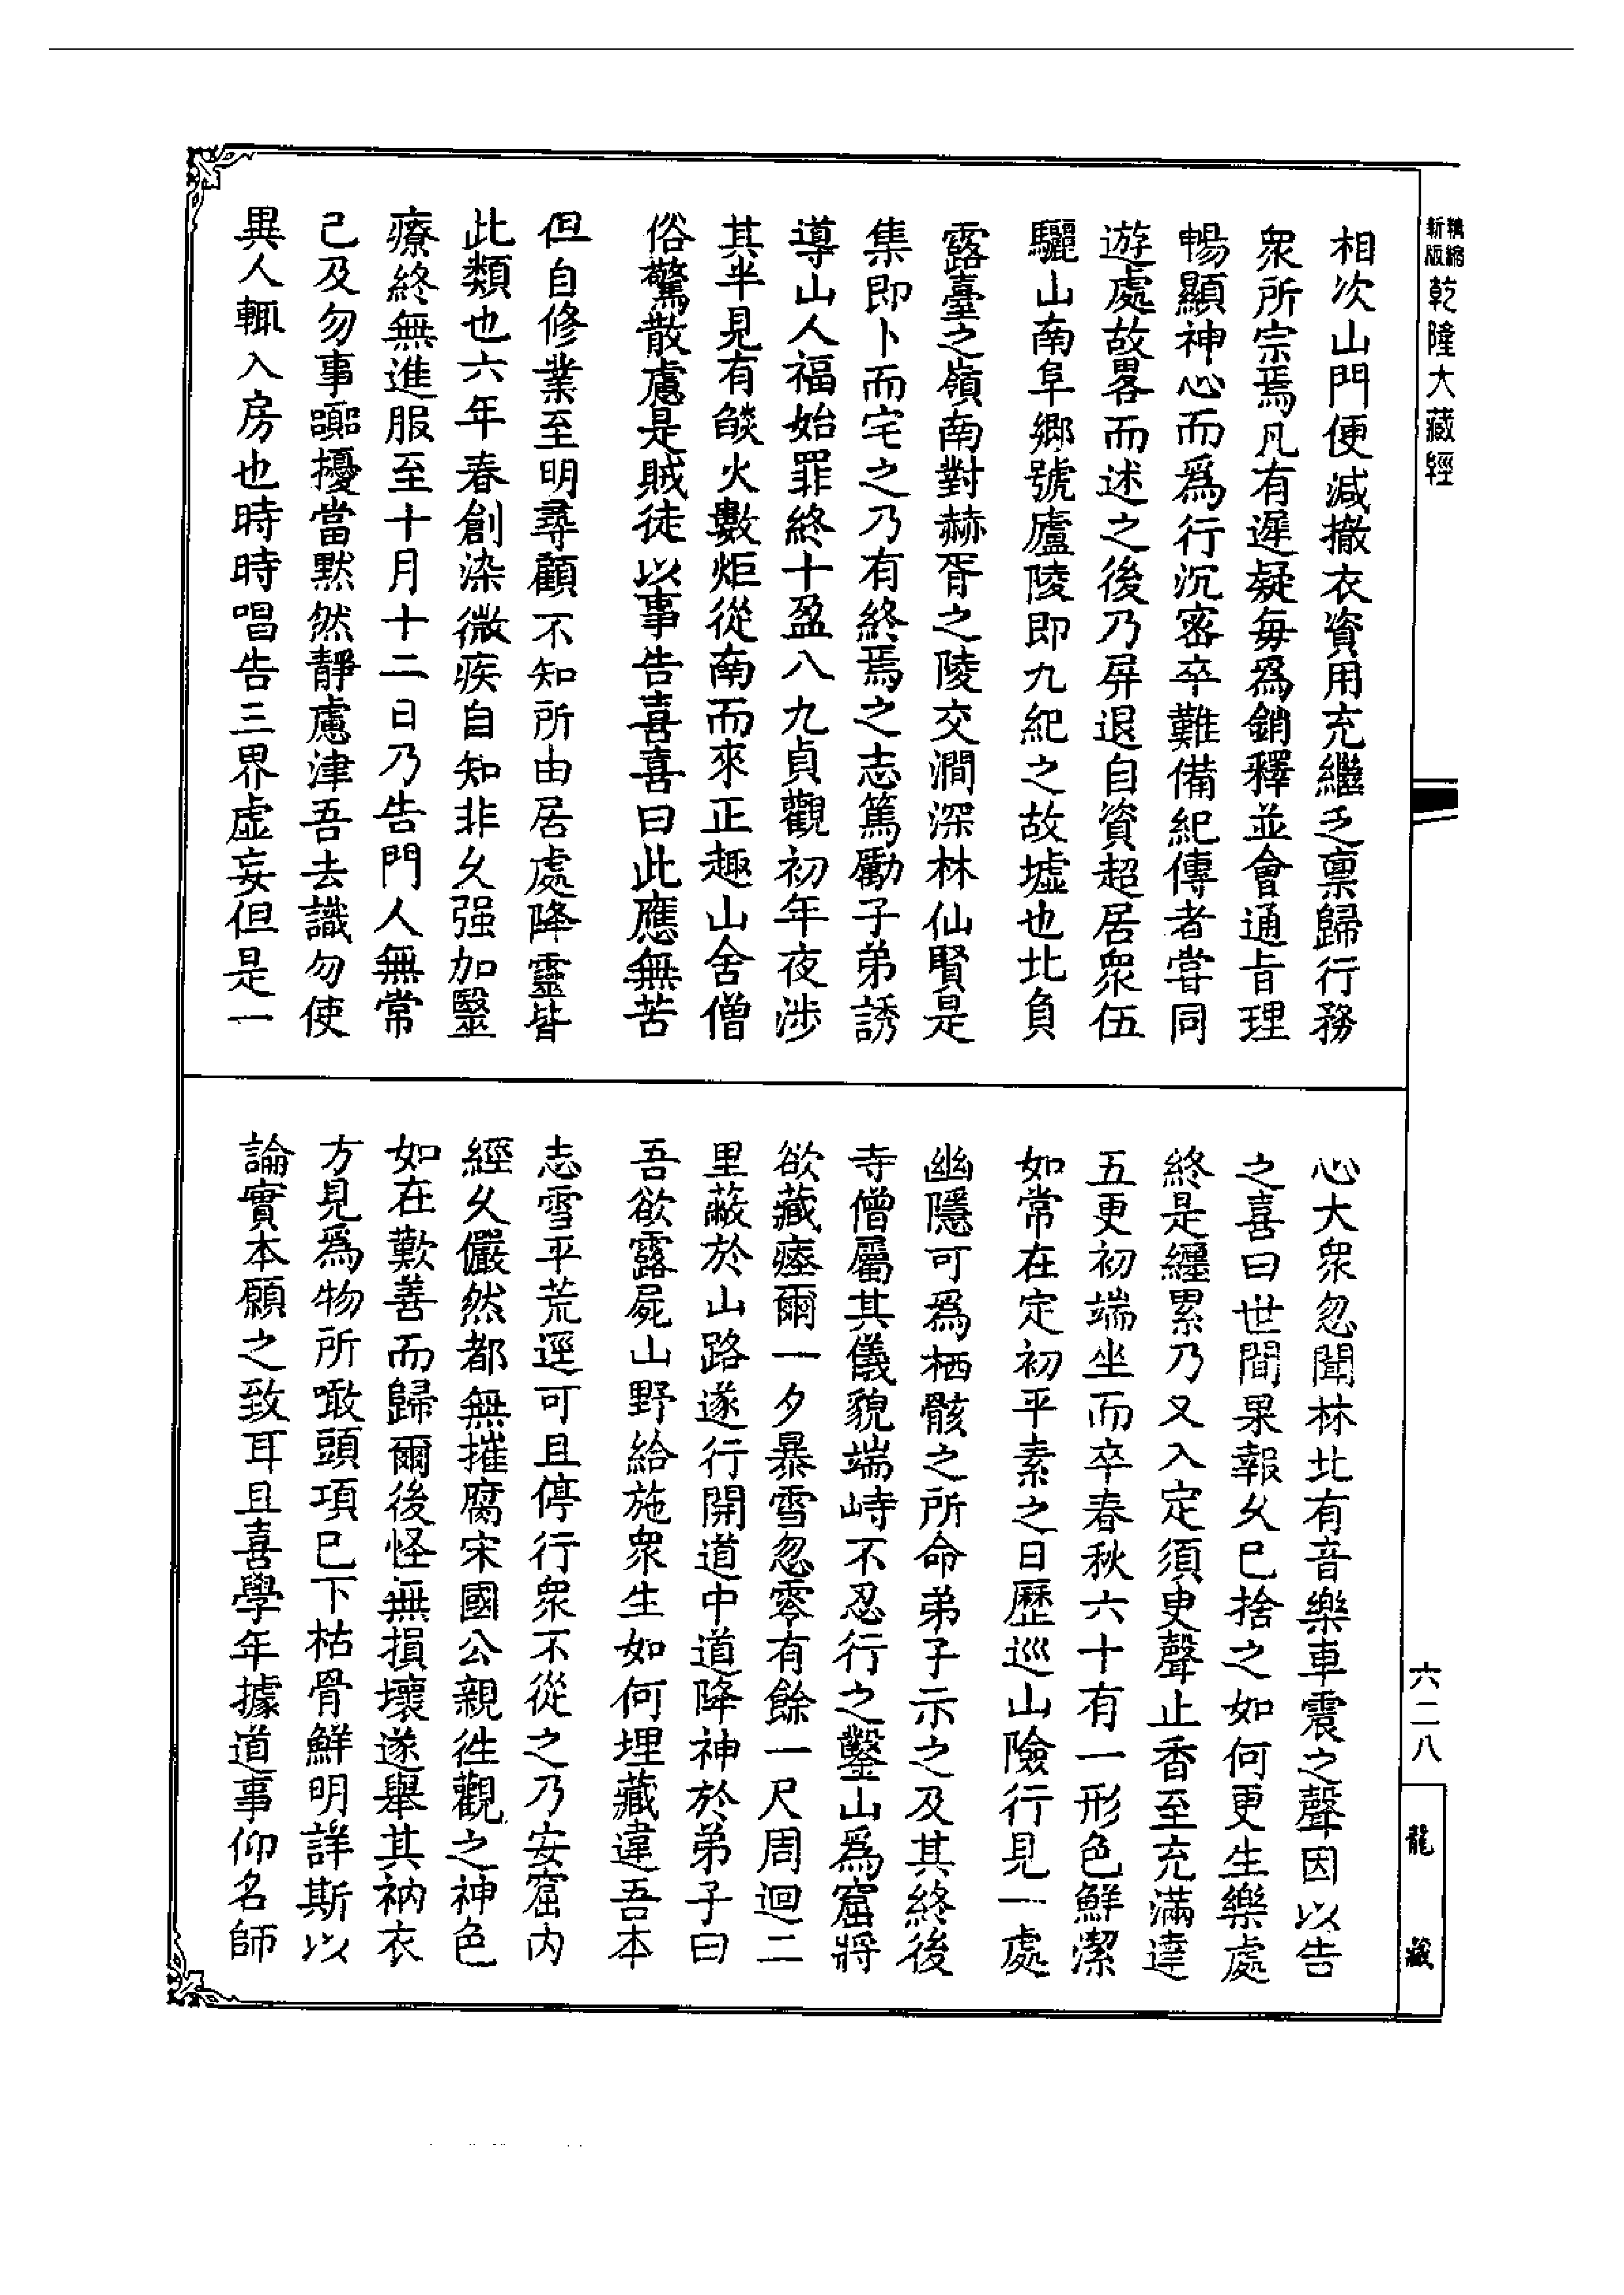 精縮
新版
乾隆大藏經
相次山門便減撤衣資用充繼乏稟歸行務
衆所宗焉凡有遲疑每爲銷釋並會通旨理
暢顯神心而爲行沉密卒難備紀傳者嘗同
遊處故畧而述之後乃屏退自資超居衆伍
驪山南阜鄉號廬陵即九紀之故墟也北負
露臺之嶺南對赫胥之陵交澗深林仙賢是
集即卜而宅之乃有終焉之志篤勵子弟誘
導山人福始罪終十盈八九貞觀初年夜涉
其半見有燄火數炬從南而來正趣山舍僧
俗驚散慮是賊徒以事告喜喜曰此應無苦
但自修業至明尋顧不知所由居處降靈皆
此類也六年春創染微疾自知非久强加醫
療終無進服至十月十二日乃告門人無常
己及勿事嚻擾當默然靜慮津吾去識勿使
異人輒入房也時時唱告三界虛妄但是一
心大衆忽聞林北有音樂車震之聲因以告
之喜曰世間果報久已捨之如何更生樂處
終是纏累乃又入定須臾聲止香至充滿達
五更初端坐而卒春秋六十有一形色鮮潔
如常在定初平素之日歷巡山險行見一處
幽隱可爲栖骸之所命弟子示之及其終後
寺僧屬其儀貌端峙不忍行之鑿山爲窟將
欲藏瘞爾一夕暴雪忽零有餘一尺周迴二
里蔽於山路遂行開道中道降神於弟子曰
吾欲露屍山野給施衆生如何埋藏違吾本
志雪平荒逕可且停行衆不從之乃安窟内
經久儼然都無摧腐宋國公親往觀之神色
如在歎善而歸爾後怪無損壞遂舉其衲衣
方見爲物所噉頭項已下枯骨鮮明詳斯以
論實本願之致耳且喜學年據道事仰名師
六二八
龍藏